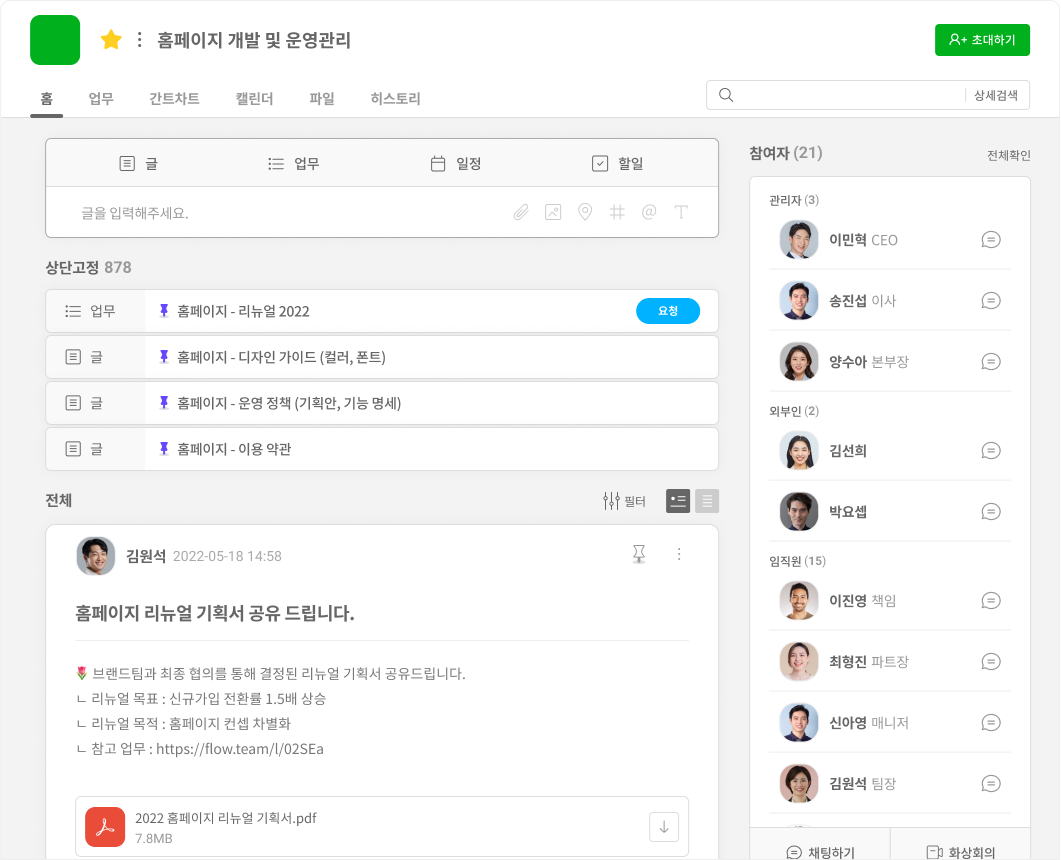 홈페이지 개발 및 운영관리
초대하기
홈 업무 간트차트 캘린더 파일 히스토리
상세검색
글 업무 일정 할일
글을 입력해주세요.
상단고정 878
업무 홈페이지 - 리뉴얼 2022 요청
글 홈페이지 - 디자인 가이드 (컬러, 폰트)
글 홈페이지 - 운영 정책 (기획안, 기능 명세)
글 홈페이지 - 이용 약관
전체 필터
김원석 2022-05-18 14:58
홈페이지 리뉴얼 기획서 공유 드립니다.
🌷 브랜드팀과 최종 협의를 통해 결정된 리뉴얼 기획서 공유드립니다.
ㄴ 리뉴얼 목표 : 신규가입 전환률 1.5배 상승
ㄴ 리뉴얼 목적 : 홈페이지 컨셉 차별화
ㄴ 참고 업무 : https://flow.team/l/02SEa
2022 홈페이지 리뉴얼 기획서.pdf
7.8MB
참여자 (21) 전체확인
관리자 (3)
이민혁 CEO
송진섭 이사
양수아 본부장
외부인 (2)
김선희
박요셉
임직원 (15)
이진영 책임
최형진 파트장
신아영 매니저
김원석 팀장
채팅하기 화상회의